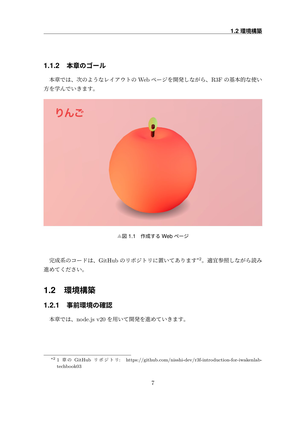 1.2 環境構築
1.1.2 本章のゴール
本章では、次のようなレイアウトの Web ページを開発しながら、R3F の基本的な使い
方を学んでいきます。
りんご
△図 1.1 作成する Web ページ
完成系のコードは、GitHub のリポジトリに置いてあります*2。適宜参照しながら読み
進めてください。
1.2 環境構築
1.2.1 事前環境の確認
本章では、node.js v20 を用いて開発を進めていきます。
*2 1 章の GitHub リポジトリ: https://github.com/nisshi-dev/r3f-introduction-for-iwakenlab-
techbook03
7